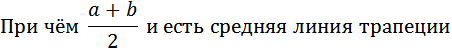 При чём (a + b)/2 и есть средняя линия трапеции